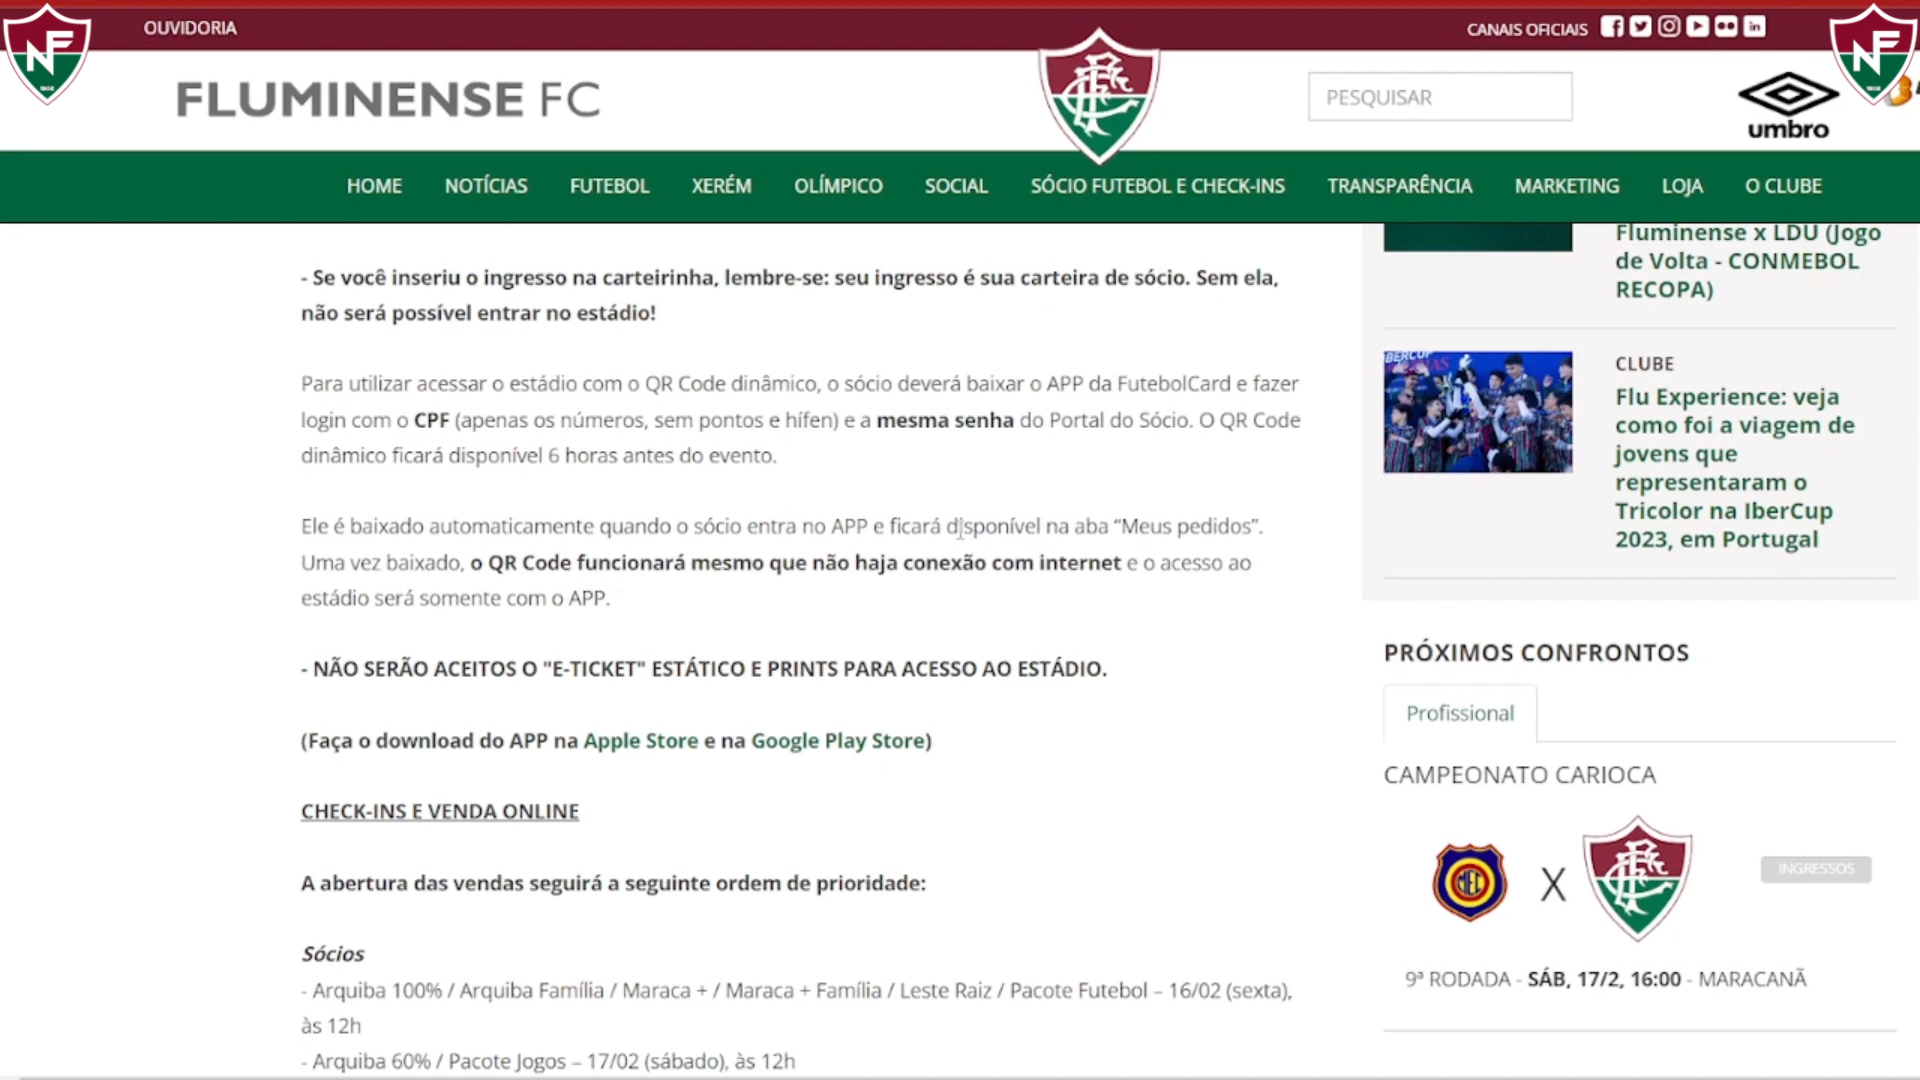 OUVIDORIA
CANAIS OFICIAIS
NF
1902
FLUMINENSE FC
PESQUISAR
umbro
NF
1902
HOME NOTÍCIAS FUTEBOL XERÉM OLÍMPICO SOCIAL SÓCIO FUTEBOL E CHECK-INS TRANSPARÊNCIA MARKETING LOJA O CLUBE
- Se você inseriu o ingresso na carteirinha, lembre-se: seu ingresso é sua carteira de sócio. Sem ela,
não será possível entrar no estádio!
Para utilizar acessar o estádio com o QR Code dinâmico, o sócio deverá baixar o APP da FutebolCard e fazer
login com o CPF (apenas os números, sem pontos e hífen) e a mesma senha do Portal do Sócio. O QR Code
dinâmico ficará disponível 6 horas antes do evento.
Ele é baixado automaticamente quando o sócio entra no APP e ficará disponível na aba “Meus pedidos”.
Uma vez baixado, o QR Code funcionará mesmo que não haja conexão com internet e o acesso ao
estádio será somente com o APP.
- NÃO SERÃO ACEITOS O "E-TICKET" ESTÁTICO E PRINTS PARA ACESSO AO ESTÁDIO.
(Faça o download do APP na Apple Store e na Google Play Store)
CHECK-INS E VENDA ONLINE
A abertura das vendas seguirá a seguinte ordem de prioridade:
Sócios
- Arquiba 100% / Arquiba Família / Maraca + / Maraca + Família / Leste Raiz / Pacote Futebol – 16/02 (sexta),
às 12h
- Arquiba 60% / Pacote Jogos – 17/02 (sábado), às 12h
Fluminense x LDU (Jogo
de Volta - CONMEBOL
RECOPA)
CLUBE
Flu Experience: veja
como foi a viagem de
jovens que
representaram o
Tricolor na IberCup
2023, em Portugal
PRÓXIMOS CONFRONTOS
Profissional
CAMPEONATO CARIOCA
MEC
X
INGRESSOS
9ª RODADA - SÁB, 17/2, 16:00 - MARACANÃ